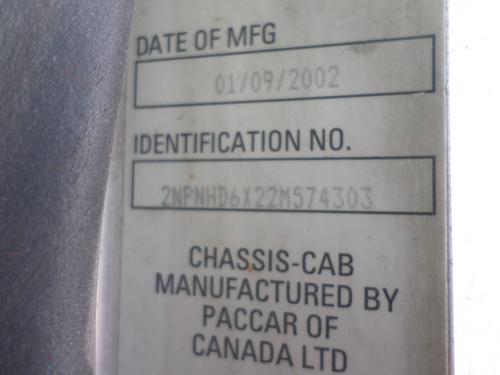 DATE OF MFG
01/09/2002
IDENTIFICATION NO.
2NPNHD6X22M574303
CHASSIS-CAB
MANUFACTURED BY
PACCAR OF
CANADA LTD